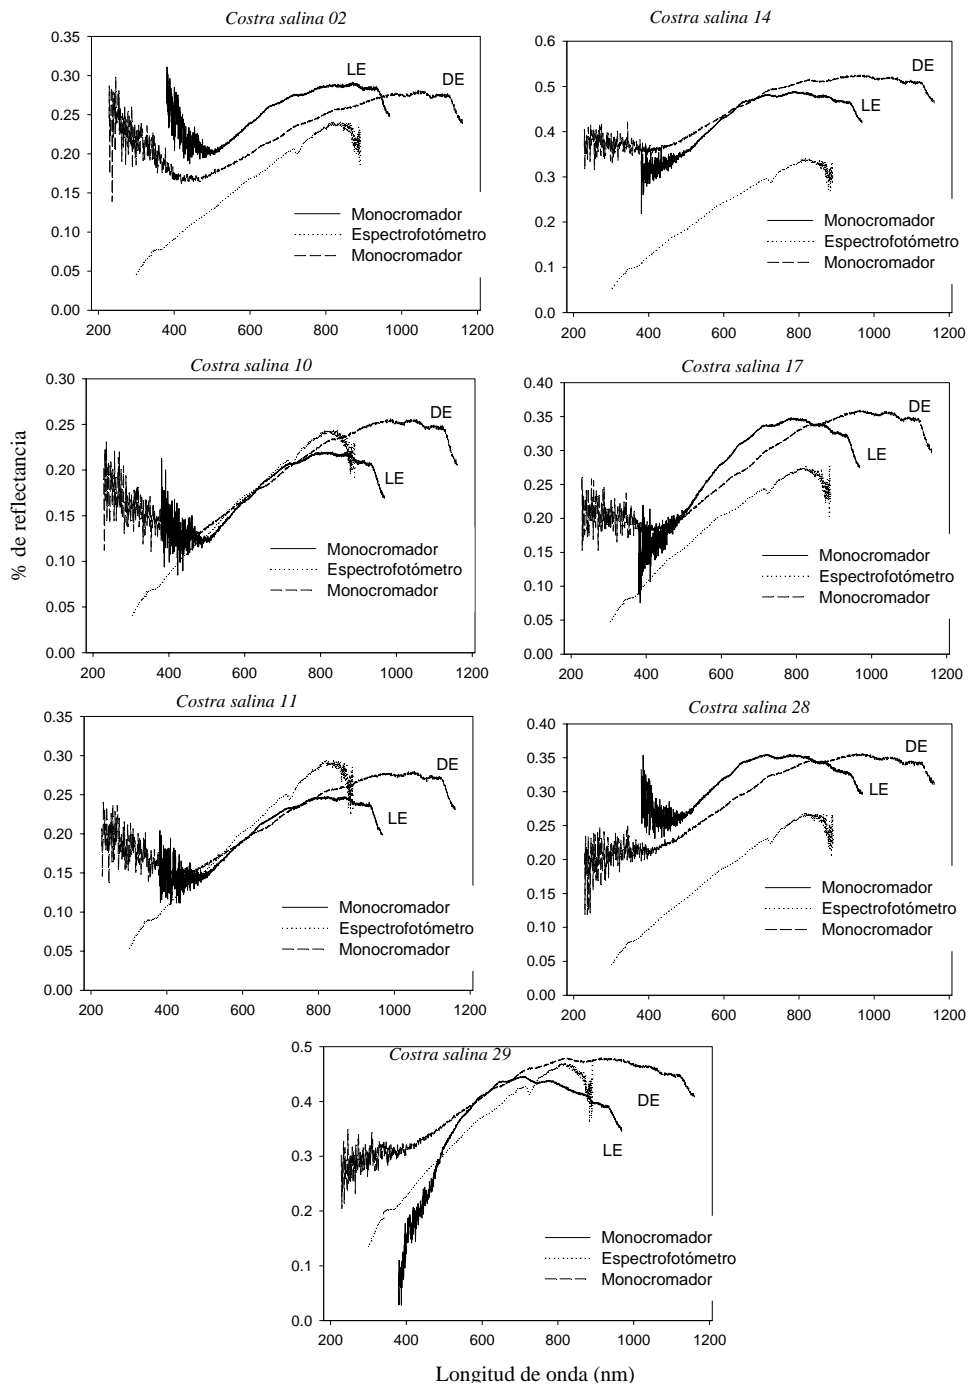 Costra salina 02
0.35
0.30
0.25
0.20
0.15
0.10
0.05
0.00
LE
DE
Monocromador
Espectrofotómetro
Monocromador
200 400 600 800 1000 1200
Costra salina 14
0.6
0.5
0.4
0.3
0.2
0.1
0.0
DE
LE
Monocromador
Espectrofotómetro
Monocromador
200 400 600 800 1000 1200
Costra salina 10
0.30
0.25
0.20
0.15
0.10
0.05
0.00
DE
LE
Monocromador
Espectrofotómetro
Monocromador
200 400 600 800 1000 1200
Costra salina 17
0.40
0.35
0.30
0.25
0.20
0.15
0.10
0.05
0.00
DE
LE
Monocromador
Espectrofotómetro
Monocromador
200 400 600 800 1000 1200
% de reflectancia
Costra salina 11
0.35
0.30
0.25
0.20
0.15
0.10
0.05
0.00
DE
LE
Monocromador
Espectrofotómetro
Monocromador
200 400 600 800 1000 1200
Costra salina 28
0.40
0.35
0.30
0.25
0.20
0.15
0.10
0.05
0.00
DE
LE
Monocromador
Espectrofotómetro
Monocromador
200 400 600 800 1000 1200
Costra salina 29
0.5
0.4
0.3
0.2
0.1
0.0
DE
LE
Monocromador
Espectrofotómetro
Monocromador
200 400 600 800 1000 1200
Longitud de onda (nm)